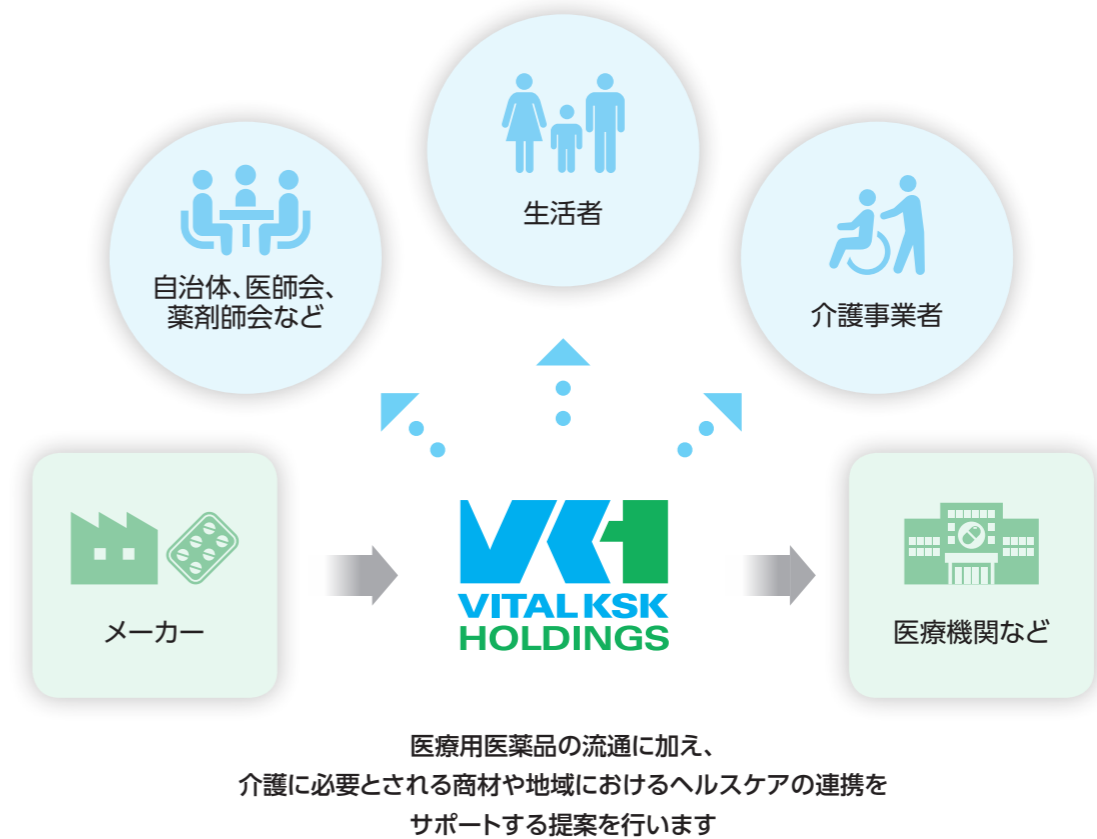 生活者
自治体、医師会、
薬剤師会など
介護事業者
メーカー
VKH
VITAL KSK
HOLDINGS
医療機関など
医療用医薬品の流通に加え、
介護に必要とされる商材や地域におけるヘルスケアの連携を
サポートする提案を行います